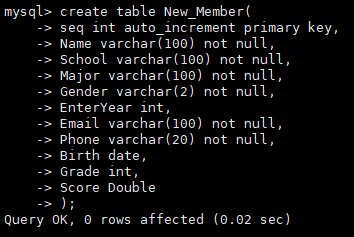 mysql> create table New_Member(
    -> seq int auto_increment primary key,
    -> Name varchar(100) not null,
    -> School varchar(100) not null,
    -> Major varchar(100) not null,
    -> Gender varchar(2) not null,
    -> EnterYear int,
    -> Email varchar(100) not null,
    -> Phone varchar(20) not null,
    -> Birth date,
    -> Grade int,
    -> Score Double
    -> );
Query OK, 0 rows affected (0.02 sec)